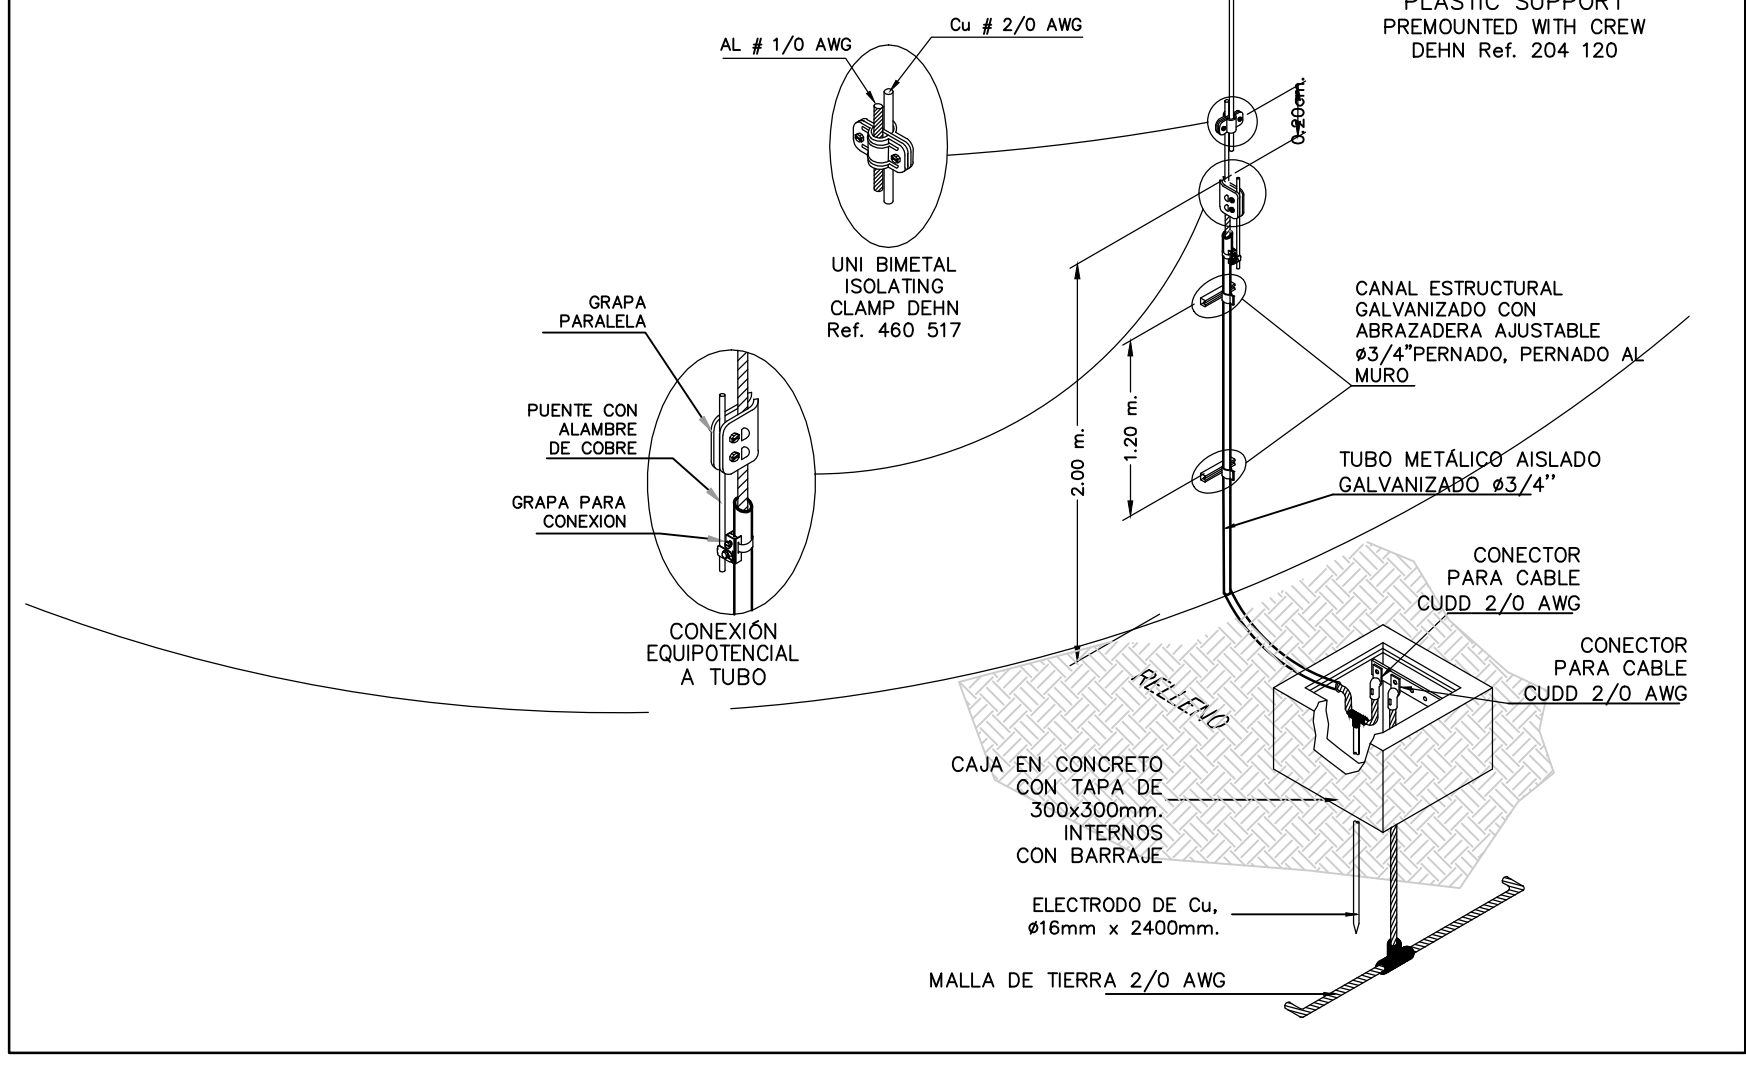 PLASTIC SUPPORT
PREMOUNTED WITH CREW
DEHN Ref. 204 120
Cu # 2/0 AWG
AL # 1/0 AWG
0.20cm.
UNI BIMETAL
ISOLATING
CLAMP DEHN
Ref. 460 517
GRAPA
PARALELA
PUENTE CON
ALAMBRE
DE COBRE
GRAPA PARA
CONEXION
CONEXIÓN
EQUIPOTENCIAL
A TUBO
2.00 m.
1.20 m.
CANAL ESTRUCTURAL
GALVANIZADO CON
ABRAZADERA AJUSTABLE
ø3/4”PERNADO, PERNADO AL
MURO
TUBO METÁLICO AISLADO
GALVANIZADO ø3/4’’
CONECTOR
PARA CABLE
CUDD 2/0 AWG
CONECTOR
PARA CABLE
CUDD 2/0 AWG
RELLENO
CAJA EN CONCRETO
CON TAPA DE
300x300mm.
INTERNOS
CON BARRAJE
ELECTRODO DE Cu,
ø16mm x 2400mm.
MALLA DE TIERRA 2/0 AWG